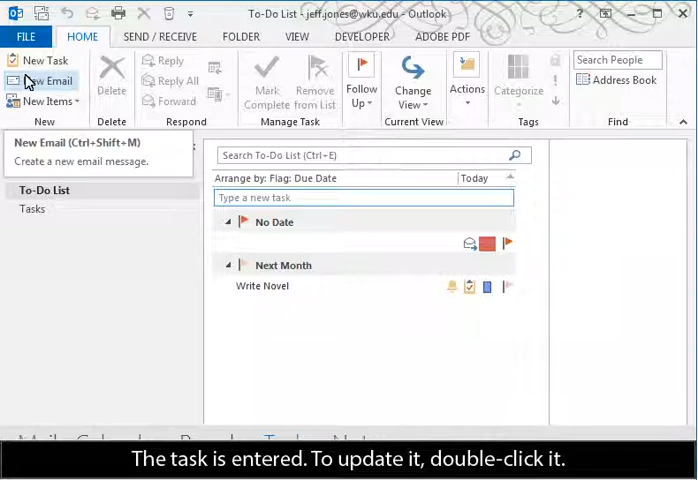 To-Do List - jeff.jones@wku.edu - Outlook
FILE HOME SEND / RECEIVE FOLDER VIEW DEVELOPER ADOBE PDF
New Task
New Email
New Items
New
Delete
Delete
Reply
Reply All
Forward
Respond
Mark
Complete
Remove
from List
Manage Task
Follow
Up
Change
View
Current View
Actions
Categorize
Tags
Search People
Address Book
Find
New Email (Ctrl+Shift+M)
Create a new email message.
To-Do List
Tasks
Search To-Do List (Ctrl+E)
Arrange by: Flag: Due Date Today
Type a new task
No Date
Next Month
Write Novel
The task is entered. To update it, double-click it.